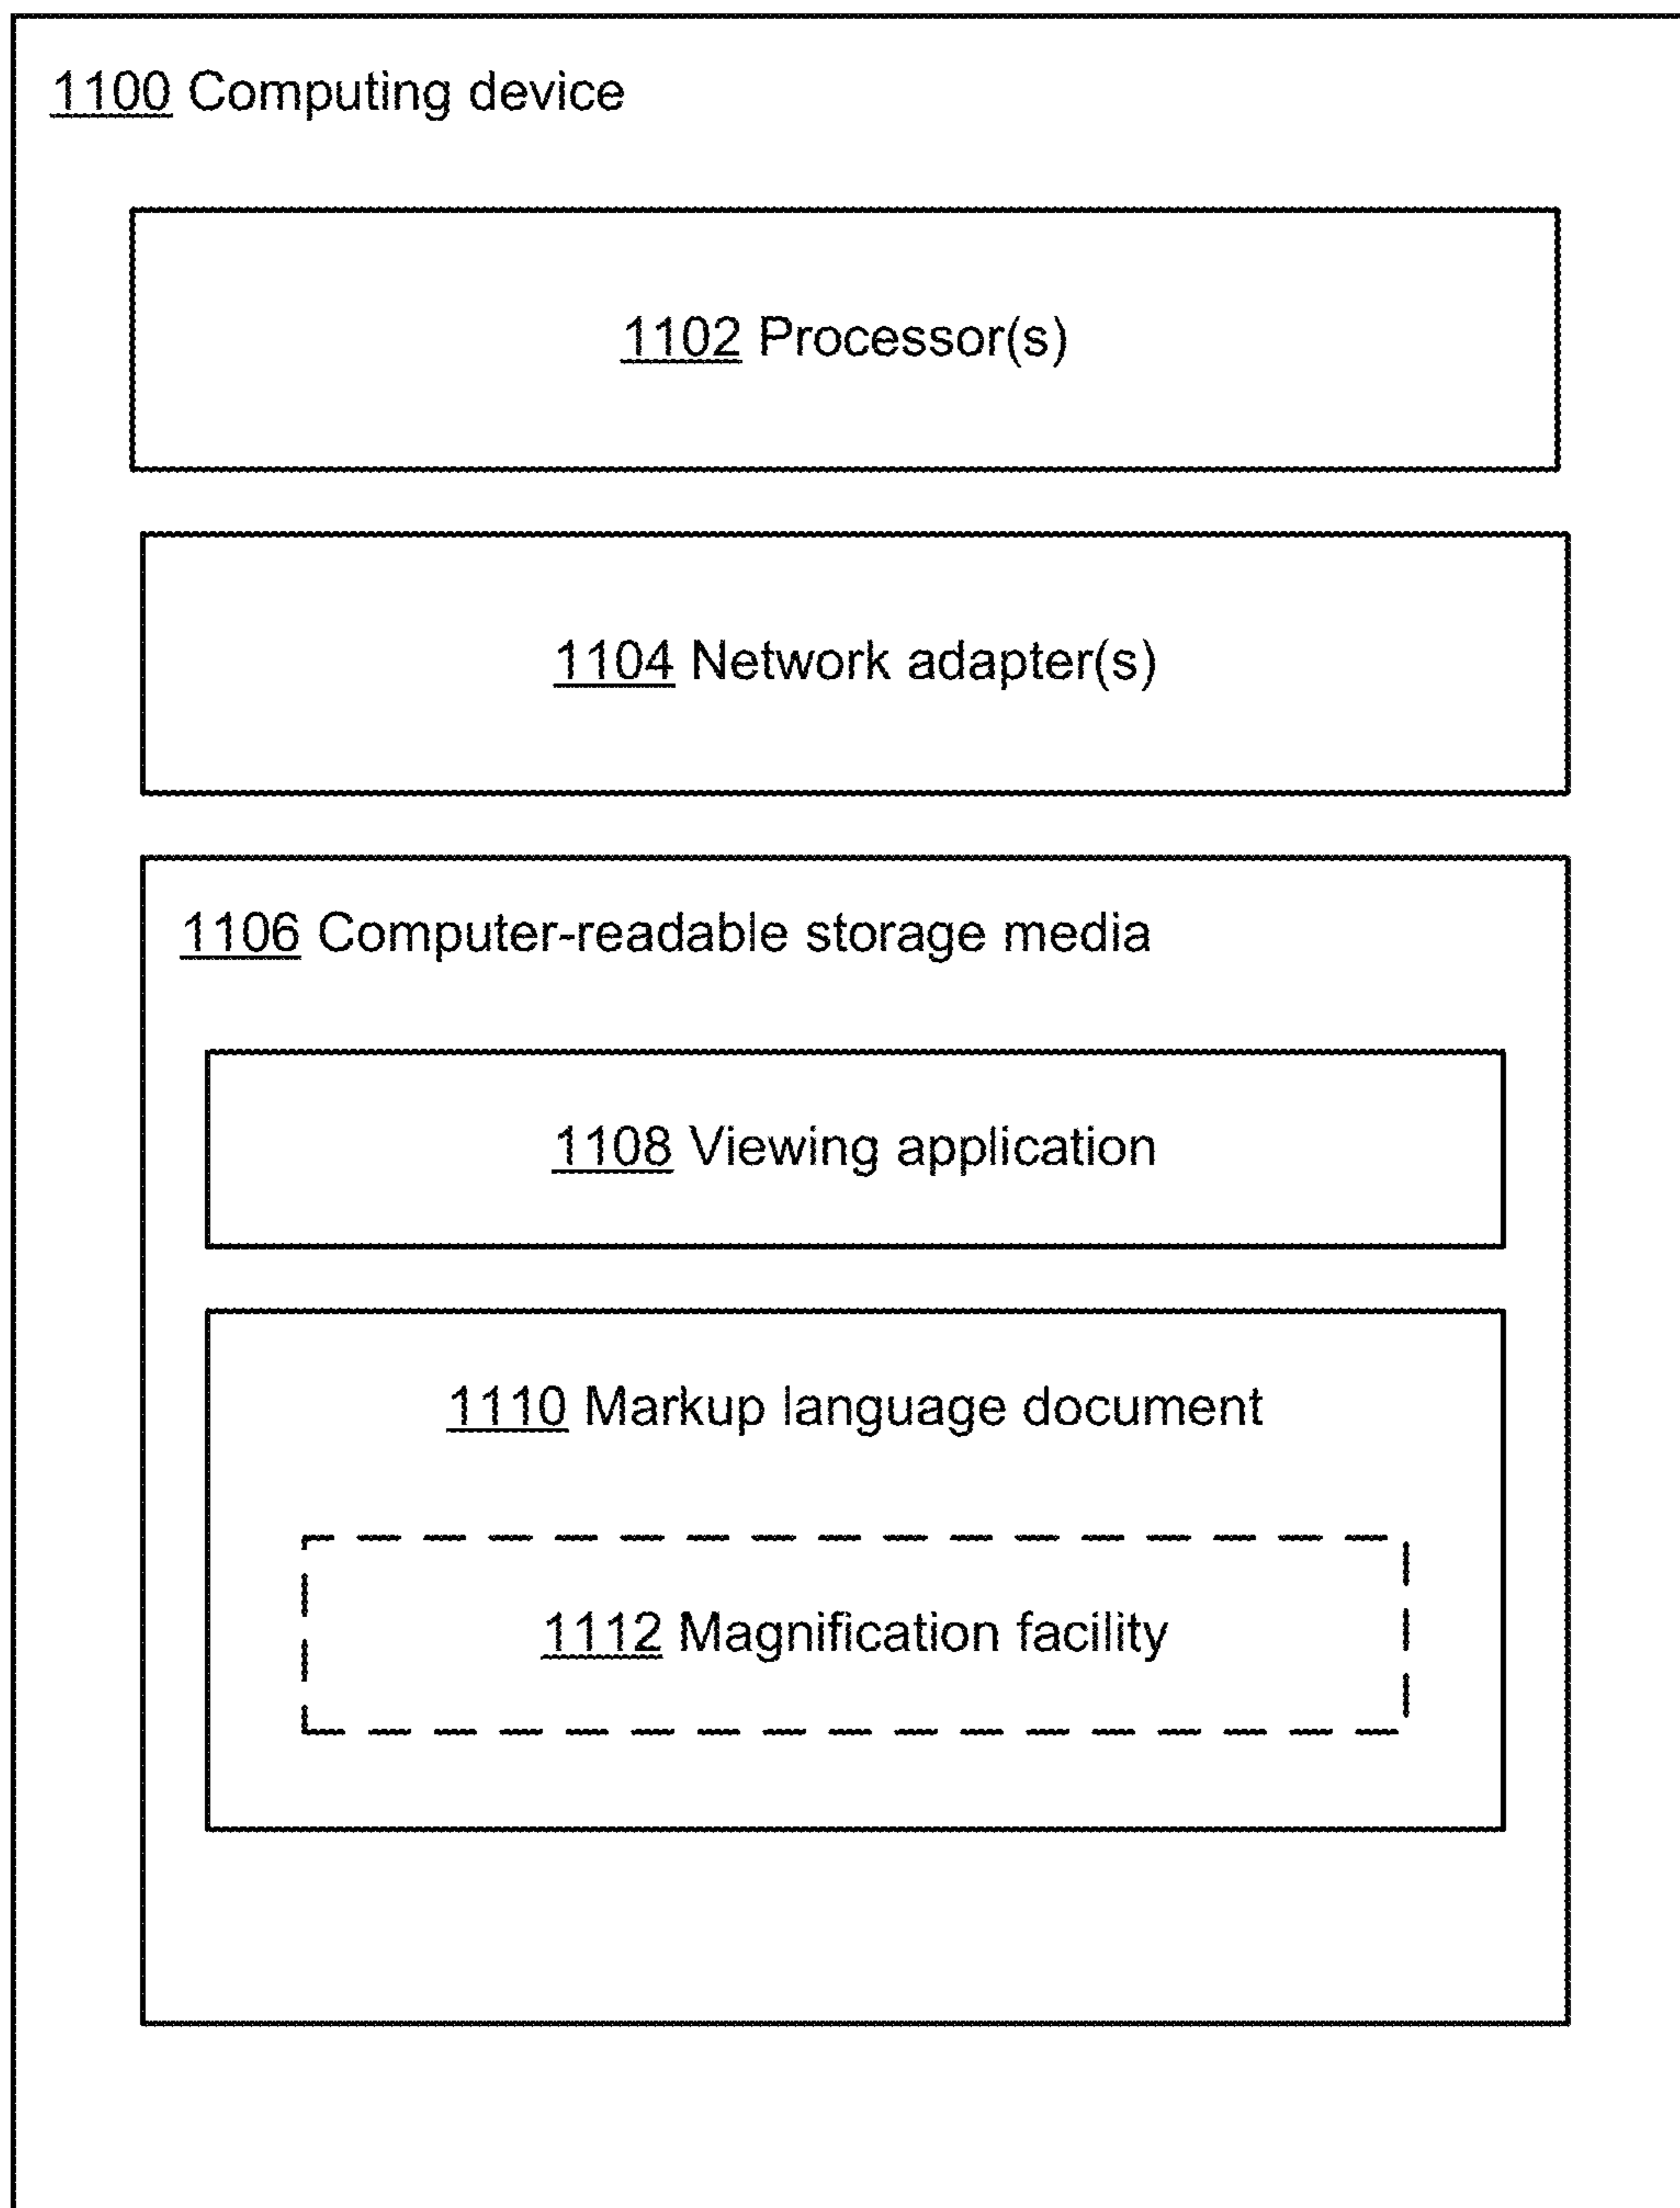 1100 Computing device
1102 Processor(s)
1104 Network adapter(s)
1106 Computer-readable storage media
1108 Viewing application
1110 Markup language document
1112 Magnification facility